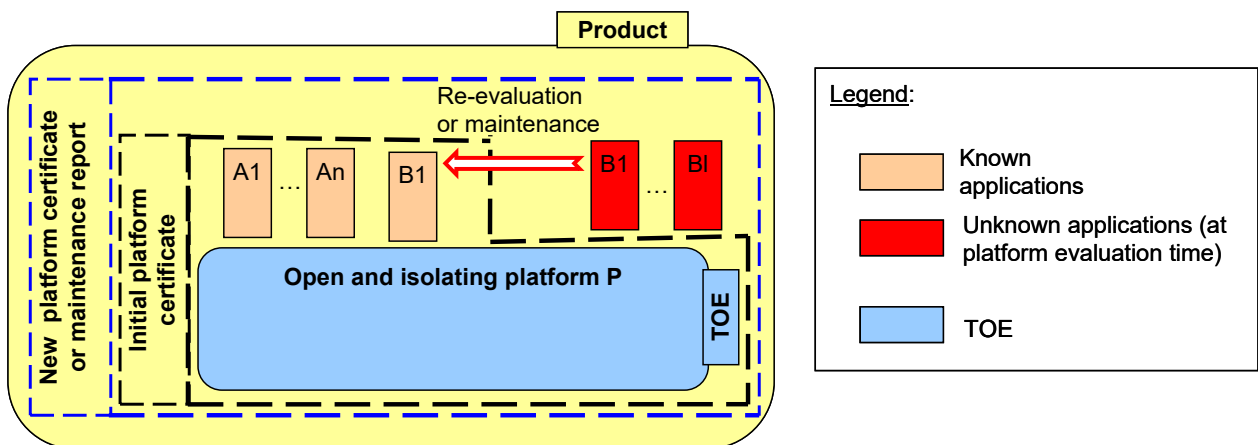 Product
New platform certificate
or maintenance report
Initial platform
certificate
Re-evaluation
or maintenance
A1
...
An
B1
B1
...
Bl
Open and isolating platform P
TOE
Legend:
Known
applications
Unknown applications (at
platform evaluation time)
TOE